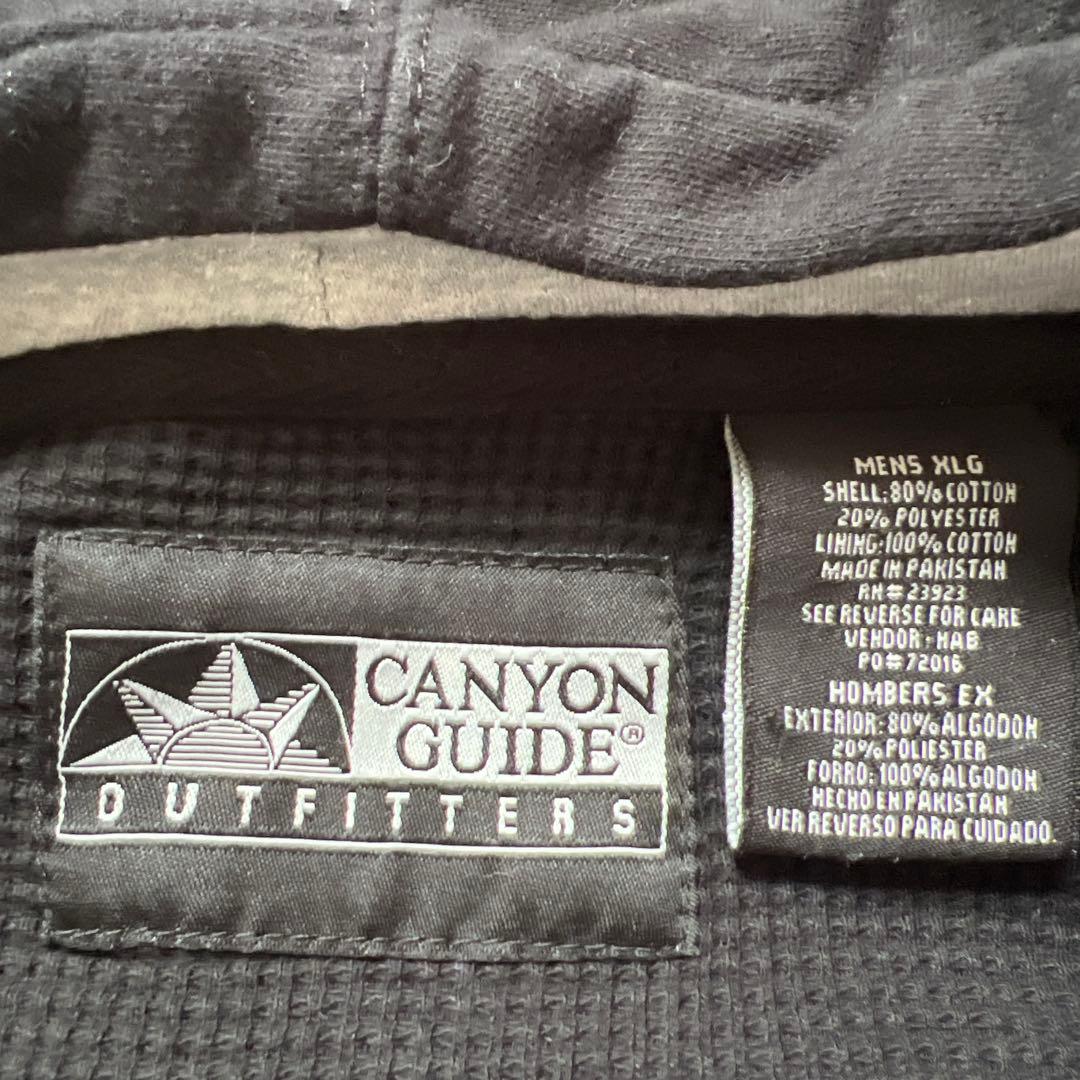 CANYON
GUIDE®
OUTFITTERS
MENS XLG
SHELL:80% COTTON
20% POLYESTER
LINING:100% COTTON
MADE IN PAKISTAN
RN# 23923
SEE REVERSE FOR CARE
VENDOR: HAB
PO# 72016
HOMBERS EX
EXTERIOR:80% ALGODON
20% POLIESTER
FORRO:100% ALGODON
HECHO EN PAKISTAN
VER REVERSO PARA CUIDADO.